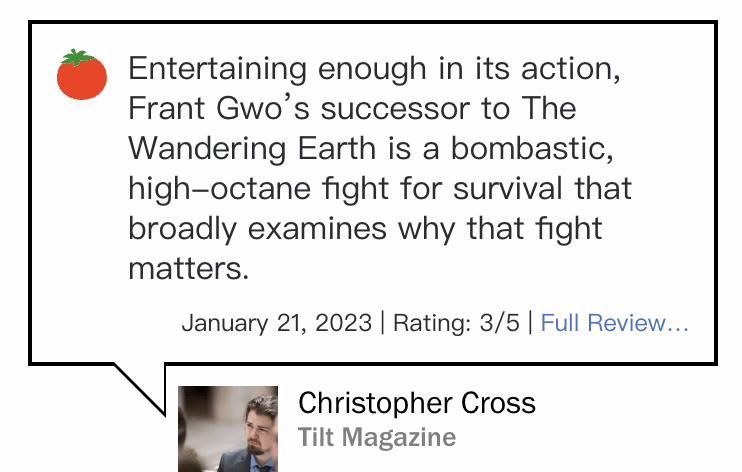 Entertaining enough in its action,
Frant Gwo’s successor to The
Wandering Earth is a bombastic,
high–octane fight for survival that
broadly examines why that fight
matters.
January 21, 2023 | Rating: 3/5 | Full Review…
Christopher Cross
Tilt Magazine